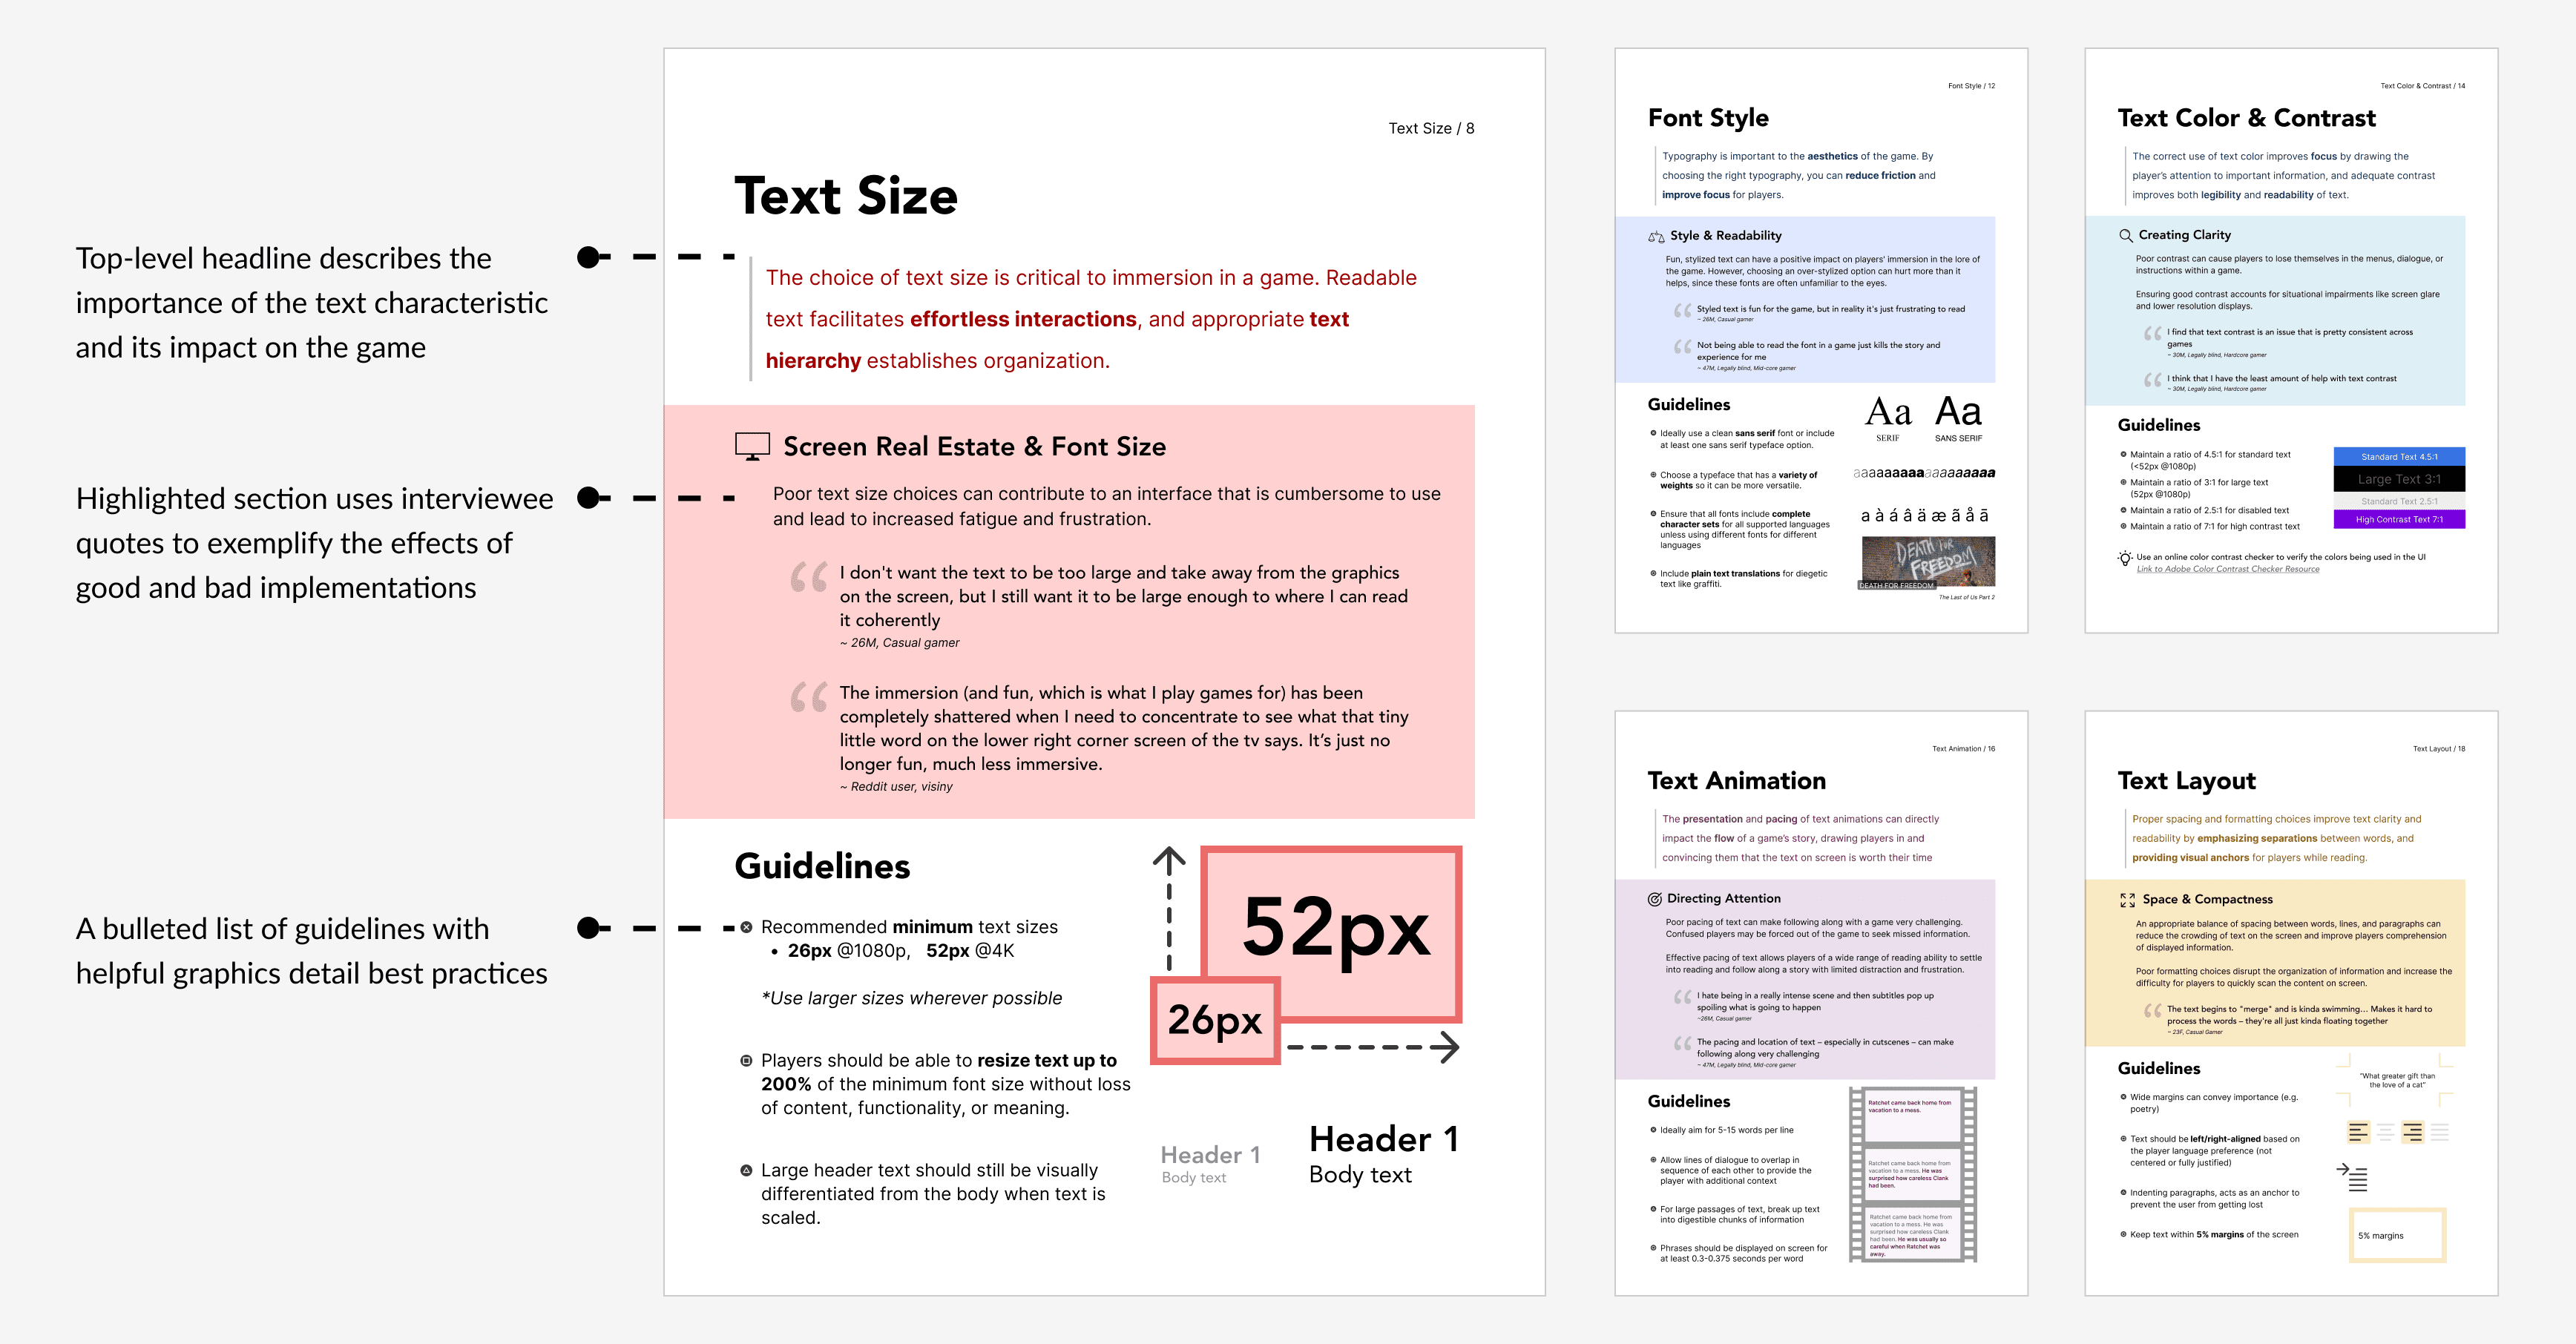 Top-level headline describes the
importance of the text characteristic
and its impact on the game
Highlighted section uses interviewee
quotes to exemplify the effects of
good and bad implementations
A bulleted list of guidelines with
helpful graphics detail best practices
Text Size / 8
Text Size
The choice of text size is critical to immersion in a game. Readable
text facilitates effortless interactions, and appropriate text
hierarchy establishes organization.
Screen Real Estate & Font Size
Poor text size choices can contribute to an interface that is cumbersome to use
and lead to increased fatigue and frustration.
“ I don't want the text to be too large and take away from the graphics
on the screen, but I still want it to be large enough to where I can read
it coherently
~ 26M, Casual gamer
“ The immersion (and fun, which is what I play games for) has been
completely shattered when I need to concentrate to see what that tiny
little word on the lower right corner screen of the tv says. It’s just no
longer fun, much less immersive.
~ Reddit user, visiny
Guidelines
Recommended minimum text sizes
• 26px @1080p, 52px @4K
*Use larger sizes wherever possible
Players should be able to resize text up to
200% of the minimum font size without loss
of content, functionality, or meaning.
Large header text should still be visually
differentiated from the body when text is
scaled.
52px
26px
Header 1
Body text
Header 1
Body text
Font Style / 12
Font Style
Typography is important to the aesthetics of the game. By
choosing the right typography, you can reduce friction and
improve focus for players.
Style & Readability
Fun, stylized text can have a positive impact on players' immersion in the lore of
the game. However, choosing an over-stylized option can hurt more than it
helps, since these fonts are often unfamiliar to the eyes.
“ Styled text is fun for the game, but in reality it's just frustrating to read
~ 26M, Casual gamer
“ Not being able to read the font in a game just kills the story and
experience for me
~ 47M, Legally blind, Mid-core gamer
Guidelines
Ideally use a clean sans serif font or include
at least one sans serif typeface option.
Choose a typeface that has a variety of
weights so it can be more versatile.
Ensure that all fonts include complete
character sets for all supported languages
unless using different fonts for different
languages
Include plain text translations for diegetic
text like graffiti.
Aa Aa
SERIF SANS SERIF
aaaaaaaaaaaaaaaaaa
a à á â ä æ ã å ā
DEATH FOR
FREEDOM
DEATH FOR FREEDOM
The Last of Us Part 2
Text Color & Contrast / 14
Text Color & Contrast
The correct use of text color improves focus by drawing the
player’s attention to important information, and adequate contrast
improves both legibility and readability of text.
Creating Clarity
Poor contrast can cause players to lose themselves in the menus, dialogue, or
instructions within a game.
Ensuring good contrast accounts for situational impairments like screen glare
and lower resolution displays.
“ I find that text contrast is an issue that is pretty consistent across
games
~ 30M, Legally blind, Hardcore gamer
“ I think that I have the least amount of help with text contrast
~ 30M, Legally blind, Hardcore gamer
Guidelines
Maintain a ratio of 4.5:1 for standard text
(<52px @1080p)
Maintain a ratio of 3:1 for large text
(52px @1080p)
Maintain a ratio of 2.5:1 for disabled text
Maintain a ratio of 7:1 for high contrast text
Standard Text 4.5:1
Large Text 3:1
Standard Text 2.5:1
High Contrast Text 7:1
Use an online color contrast checker to verify the colors being used in the UI
Link to Adobe Color Contrast Checker Resource
Text Animation / 16
Text Animation
The presentation and pacing of text animations can directly
impact the flow of a game’s story, drawing players in and
convincing them that the text on screen is worth their time
Directing Attention
Poor pacing of text can make following along with a game very challenging.
Confused players may be forced out of the game to seek missed information.
Effective pacing of text allows players of a wide range of reading ability to settle
into reading and follow along a story with limited distraction and frustration.
“ I hate being in a really intense scene and then subtitles pop up
spoiling what is going to happen
~26M, Casual gamer
“ The pacing and location of text – especially in cutscenes – can make
following along very challenging
~ 47M, Legally blind, Mid-core gamer
Guidelines
Ideally aim for 5-15 words per line
Allow lines of dialogue to overlap in
sequence of each other to provide the
player with additional context
For large passages of text, break up text
into digestible chunks of information
Phrases should be displayed on screen for
at least 0.3-0.375 seconds per word
Ratchet came back home from
vacation to a mess.
Ratchet came back home from
vacation to a mess. He was
surprised how careless Clank
had been.
Ratchet came back home from
vacation to a mess. He was
surprised how careless Clank
had been. He was usually so
careful when Ratchet was
away.
Text Layout / 18
Text Layout
Proper spacing and formatting choices improve text clarity and
readability by emphasizing separations between words, and
providing visual anchors for players while reading.
Space & Compactness
An appropriate balance of spacing between words, lines, and paragraphs can
reduce the crowding of text on the screen and improve players comprehension
of displayed information.
Poor formatting choices disrupt the organization of information and increase the
difficulty for players to quickly scan the content on screen.
“ The text begins to "merge" and is kinda swimming... Makes it hard to
process the words – they're all just kinda floating together
~ 23F, Casual Gamer
Guidelines
Wide margins can convey importance (e.g.
poetry)
Text should be left/right-aligned based on
the player language preference (not
centered or fully justified)
Indenting paragraphs, acts as an anchor to
prevent the user from getting lost
Keep text within 5% margins of the screen
"What greater gift than
the love of a cat"
5% margins